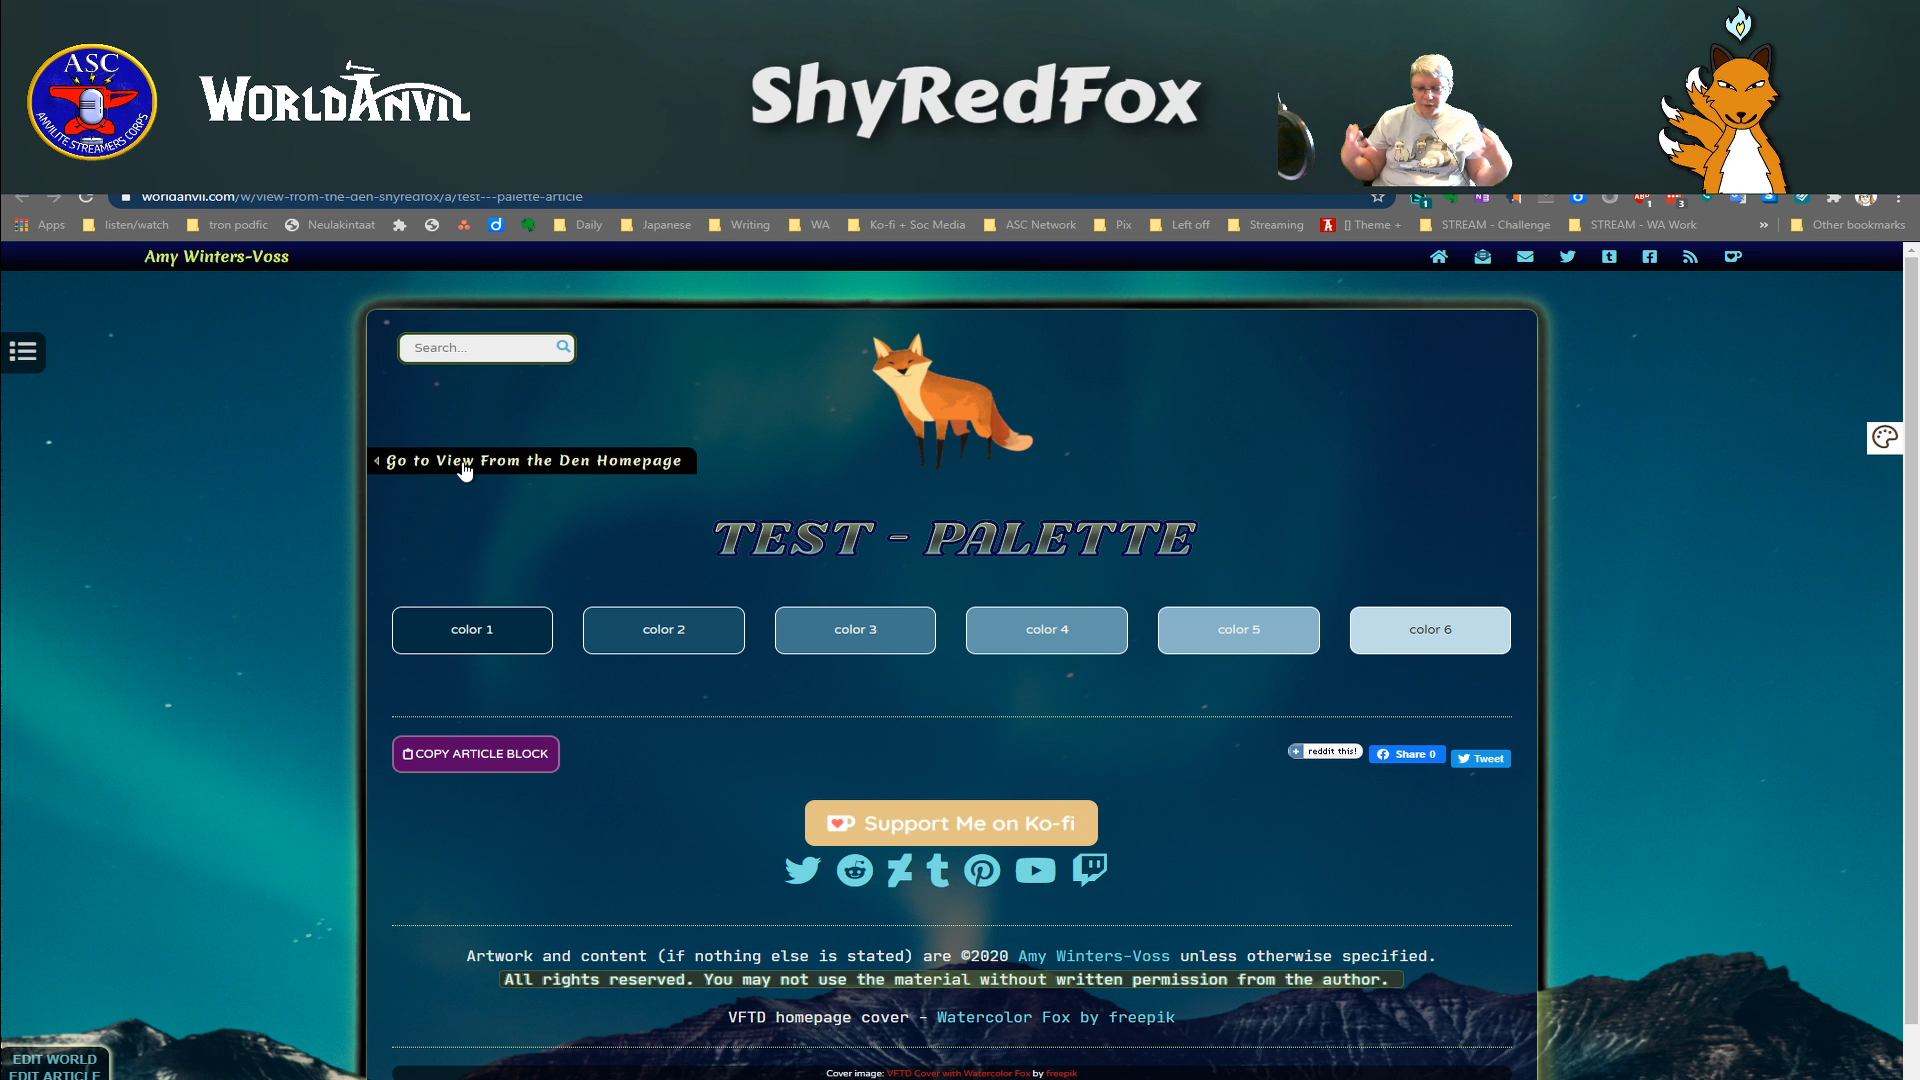 ASC
ANVILITE STREAMERS CORPS
WORLDANVIL
ShyRedFox
worldanvil.com/w/view-from-the-den-shyredfox/a/test---palette-article
Apps listen/watch tron podfic Neulakintaat Daily Japanese Writing WA Ko-fi + Soc Media ASC Network Pix Left off Streaming [] Theme + STREAM - Challenge STREAM - WA Work » Other bookmarks
Amy Winters-Voss
Search...
Go to View From the Den Homepage
TEST - PALETTE
color 1 color 2 color 3 color 4 color 5 color 6
COPY ARTICLE BLOCK
reddit this! Share 0 Tweet
Support Me on Ko-fi
Artwork and content (if nothing else is stated) are ©2020 Amy Winters-Voss unless otherwise specified.
All rights reserved. You may not use the material without written permission from the author.
VFTD homepage cover - Watercolor Fox by freepik
EDIT WORLD
EDIT ARTICLE
Cover image: VFTD Cover with Watercolor Fox by freepik